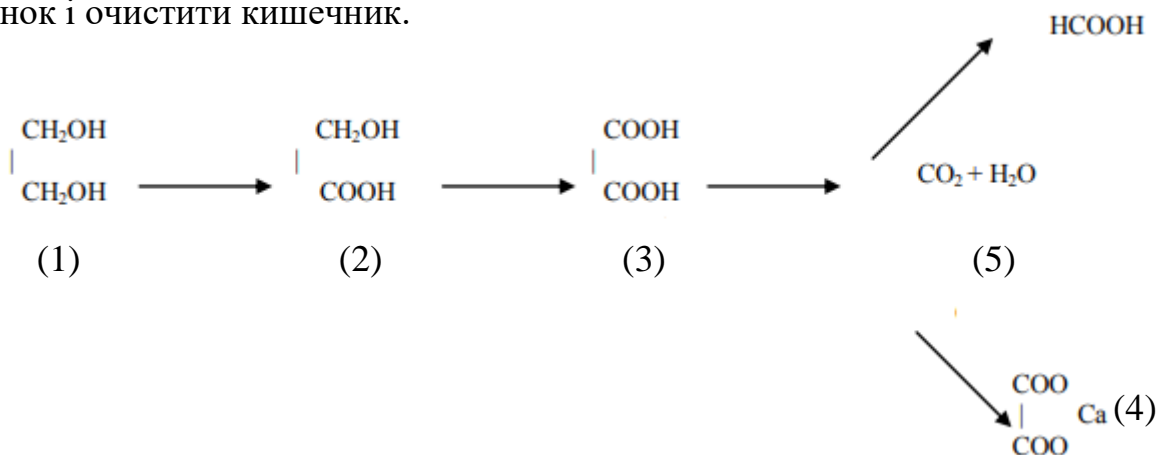 нок і очистити кишечник.
HCOOH
CH₂OH CH₂OH COOH
| | |
CH₂OH COOH COOH CO₂ + H₂O
(1) (2) (3) (5)
COO
| Ca (4)
COO